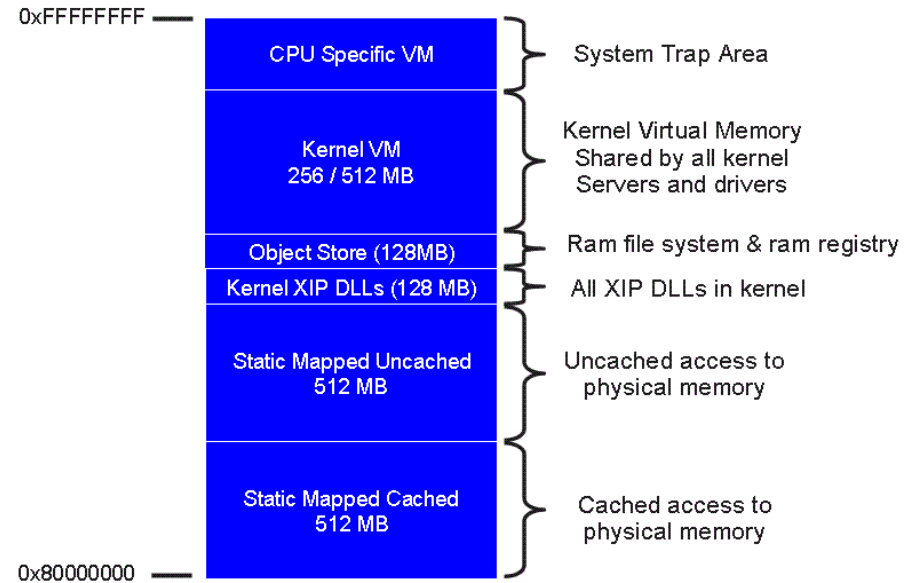 0xFFFFFFFF
CPU Specific VM
System Trap Area
Kernel VM
256 / 512 MB
Kernel Virtual Memory
Shared by all kernel
Servers and drivers
Object Store (128MB)
Ram file system & ram registry
Kernel XIP DLLs (128 MB)
All XIP DLLs in kernel
Static Mapped Uncached
512 MB
Uncached access to
physical memory
Static Mapped Cached
512 MB
Cached access to
physical memory
0x80000000